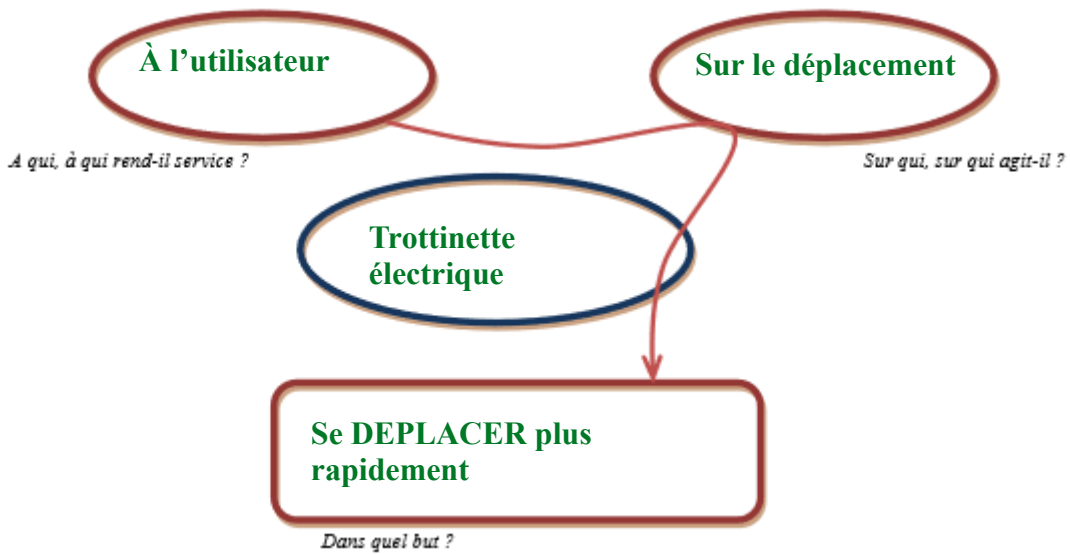 À l’utilisateur
Sur le déplacement
A qui, à qui rend-il service ?
Sur qui, sur qui agit-il ?
Trottinette
électrique
Se DEPLACER plus
rapidement
Dans quel but ?